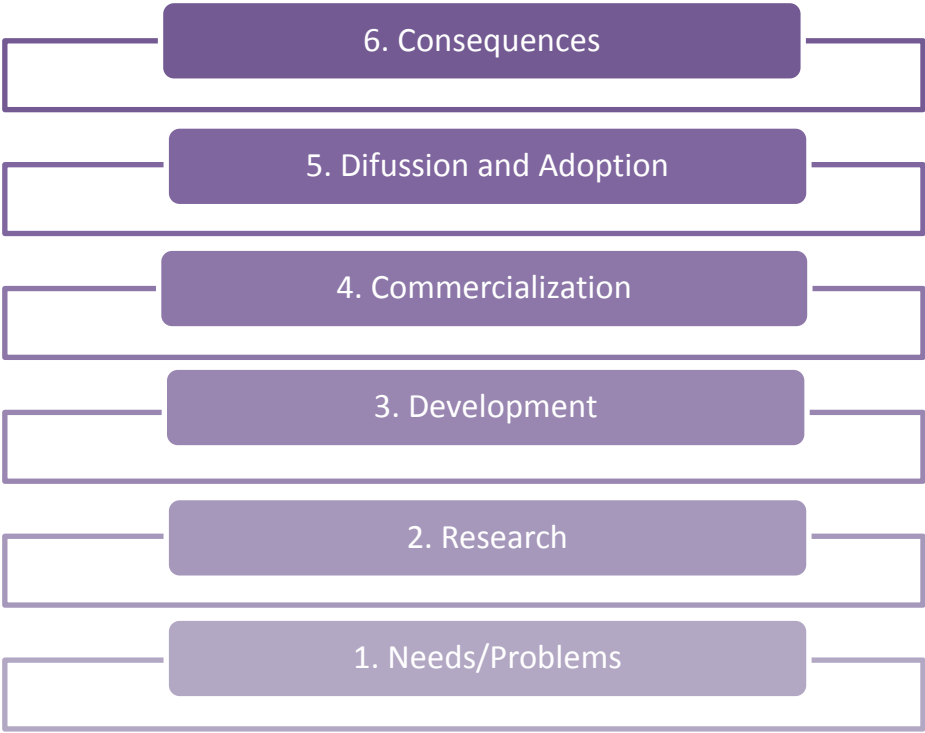 6. Consequences
5. Difussion and Adoption
4. Commercialization
3. Development
2. Research
1. Needs/Problems